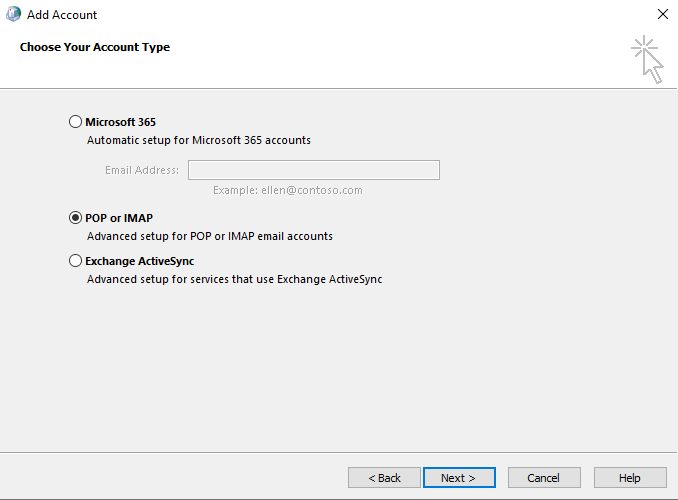 Add Account
Choose Your Account Type
Microsoft 365
Automatic setup for Microsoft 365 accounts
Email Address:
Example: ellen@contoso.com
POP or IMAP
Advanced setup for POP or IMAP email accounts
Exchange ActiveSync
Advanced setup for services that use Exchange ActiveSync
< Back Next > Cancel Help